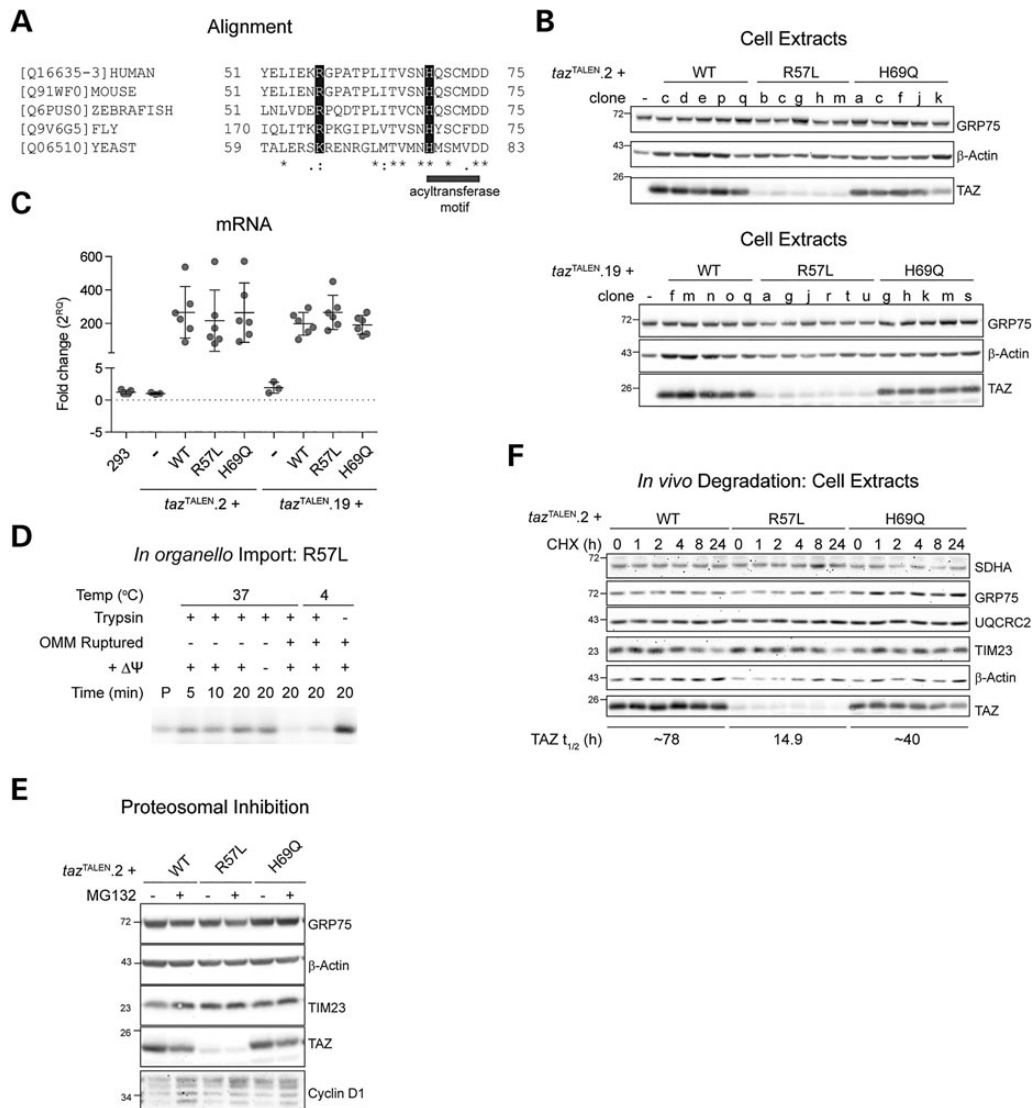 A
Alignment
[Q16635-3]HUMAN 51 YELIEKRGPATPLITVSNHQSCMDD 75
[Q91WF0]MOUSE 51 YELIEKRGPATPLITVSNHQSCMDD 75
[Q6PUS0]ZEBRAFISH 51 LNLVDERPQDTPLITVSNHQSCMDD 75
[Q9V6G5]FLY 170 IQLITKRPKGIPLVTVSNHYSCFDD 75
[Q06510]YEAST 59 TALERSKRENRGLMTVMNHMSMVDD 83
* .: *:** ** * .**
acyltransferase
motif
B
Cell Extracts
tazTALEN.2 + WT R57L H69Q
clone - c d e p q b c g h m a c f j k
72 GRP75
43 β-Actin
26 TAZ
Cell Extracts
tazTALEN.19 + WT R57L H69Q
clone - f m n o q a g j r t u g h k m s
72 GRP75
43 β-Actin
26 TAZ
C
mRNA
Fold change (2RQ)
600
400
200
5
0
-5
293 - WT R57L H69Q - WT R57L H69Q
tazTALEN.2 + tazTALEN.19 +
D
In organello Import: R57L
Temp (oC) 37 4
Trypsin + + + + + + -
OMM Ruptured - - - - + + +
+ ΔΨ + + + - + + +
Time (min) P 5 10 20 20 20 20 20
E
Proteosomal Inhibition
tazTALEN.2 + WT R57L H69Q
MG132 - + - + - +
72 GRP75
43 β-Actin
23 TIM23
26 TAZ
34 Cyclin D1
F
In vivo Degradation: Cell Extracts
tazTALEN.2 + WT R57L H69Q
CHX (h) 0 1 2 4 8 24 0 1 2 4 8 24 0 1 2 4 8 24
72 SDHA
72 GRP75
43 UQCRC2
23 TIM23
43 β-Actin
26 TAZ
TAZ t1/2 (h) ~78 14.9 ~40